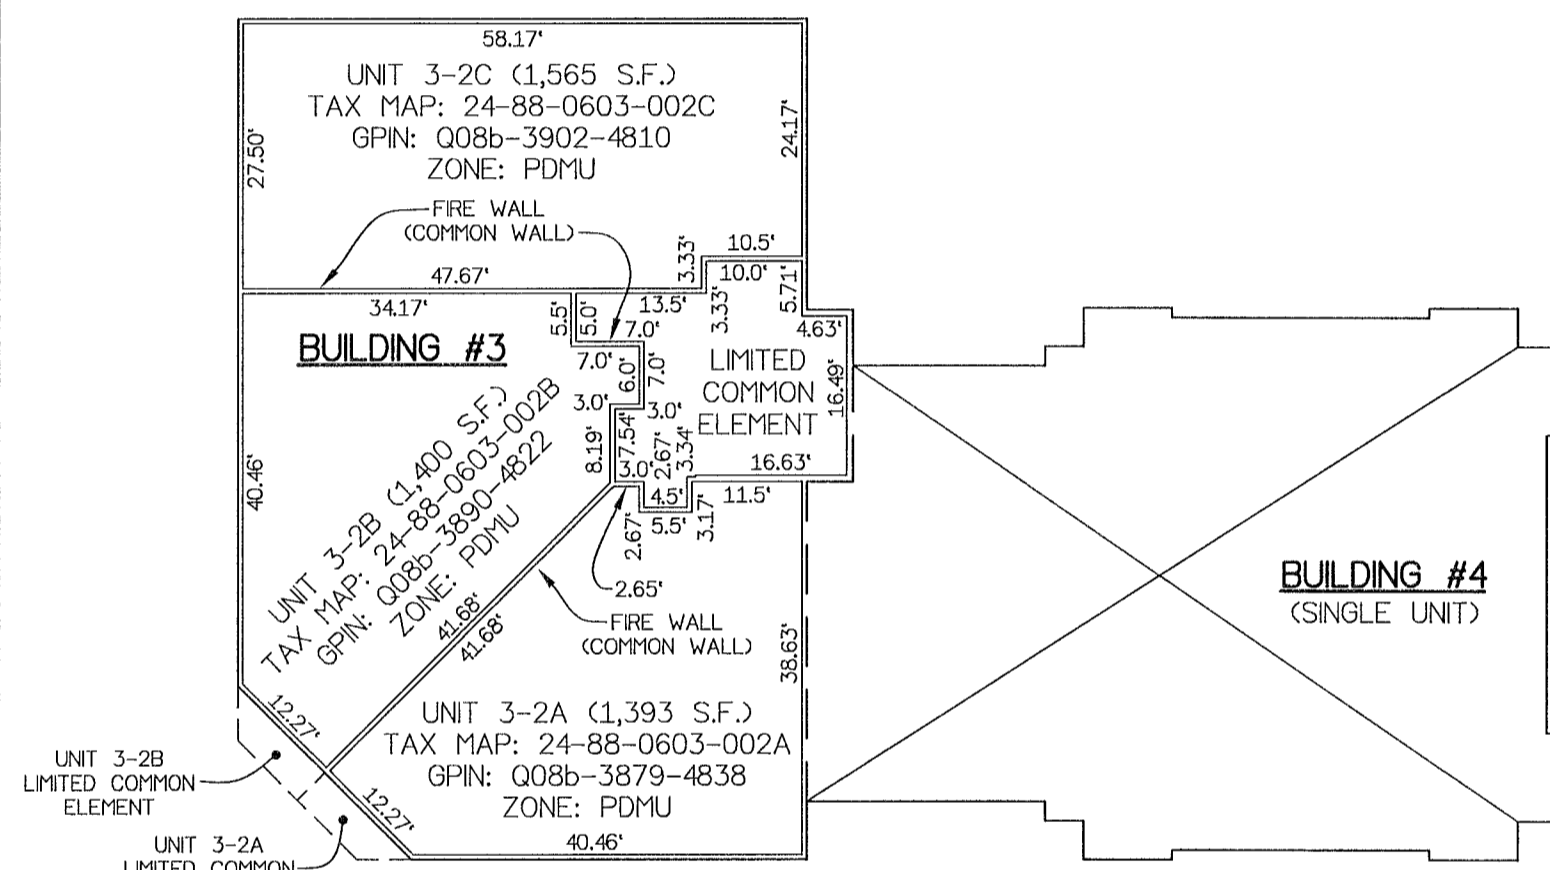 58.17'
UNIT 3-2C (1,565 S.F.)
TAX MAP: 24-88-0603-002C
GPIN: Q08b-3902-4810
ZONE: PDMU
27.50'
24.17'
FIRE WALL
(COMMON WALL)
47.67'
3.33'
10.5'
10.0'
5.71'
34.17'
5.5'
5.0'
13.5'
3.33'
4.63'
BUILDING #3
7.0'
7.0'
6.0'
7.0'
LIMITED
COMMON
ELEMENT
16.49'
3.0'
3.0'
8.19'
7.54'
2.67'
3.34'
3.0'
16.63'
4.5'
11.5'
5.5'
3.17'
2.67'
40.46'
UNIT 3-2B (1,400 S.F.)
TAX MAP: 24-88-0603-002B
GPIN: Q08b-3890-4822
ZONE: PDMU
2.65'
41.68'
41.68'
FIRE WALL
(COMMON WALL)
38.63'
BUILDING #4
(SINGLE UNIT)
12.27'
UNIT 3-2A (1,393 S.F.)
TAX MAP: 24-88-0603-002A
GPIN: Q08b-3879-4838
ZONE: PDMU
UNIT 3-2B
LIMITED COMMON
ELEMENT
12.27'
40.46'
UNIT 3-2A
LIMITED COMMON